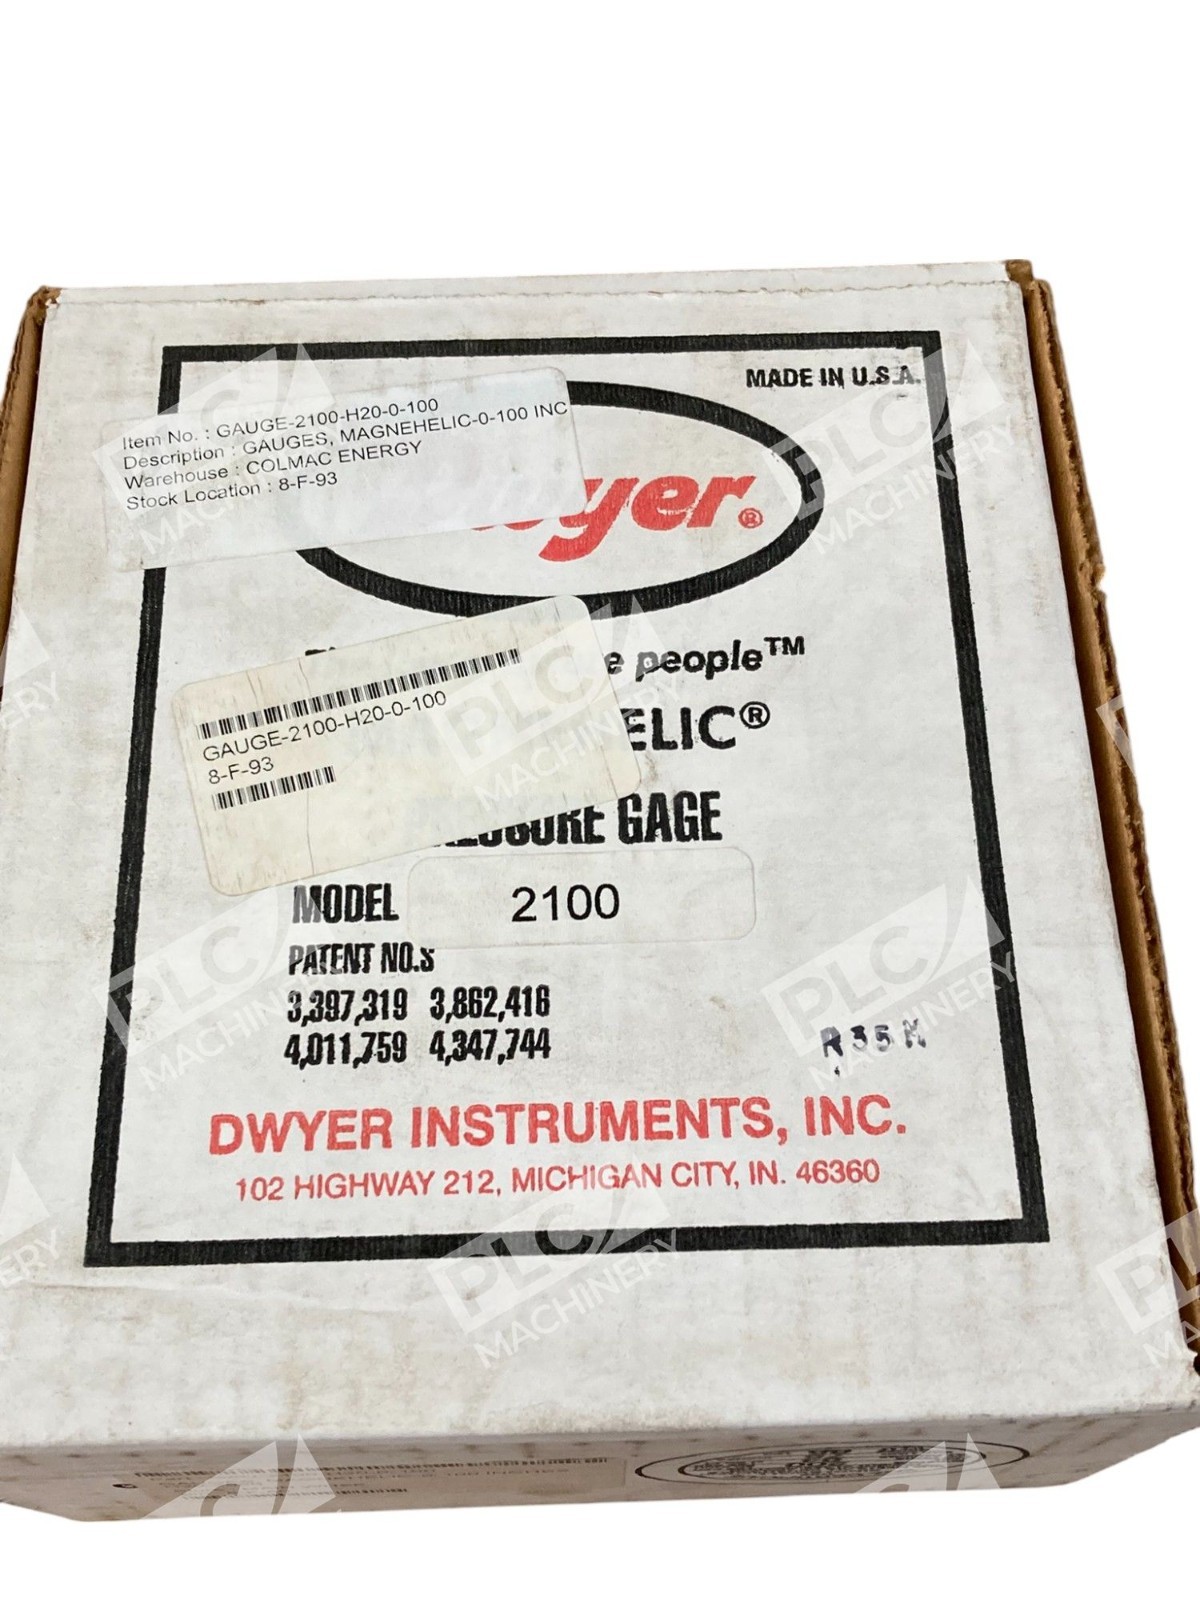 MADE IN U.S.A.
Item No. : GAUGE-2100-H20-0-100
Description : GAUGES, MAGNEHELIC-0-100 INC
Warehouse : COLMAC ENERGY
Stock Location : 8-F-93
yer®
people™
GAUGE-2100-H20-0-100
8-F-93
ELIC®
GAGE
MODEL 2100
PATENT NO.S
3,397,319 3,862,416
4,011,759 4,347,744
R35M
DWYER INSTRUMENTS, INC.
102 HIGHWAY 212, MICHIGAN CITY, IN. 46360
PLC MACHINERY